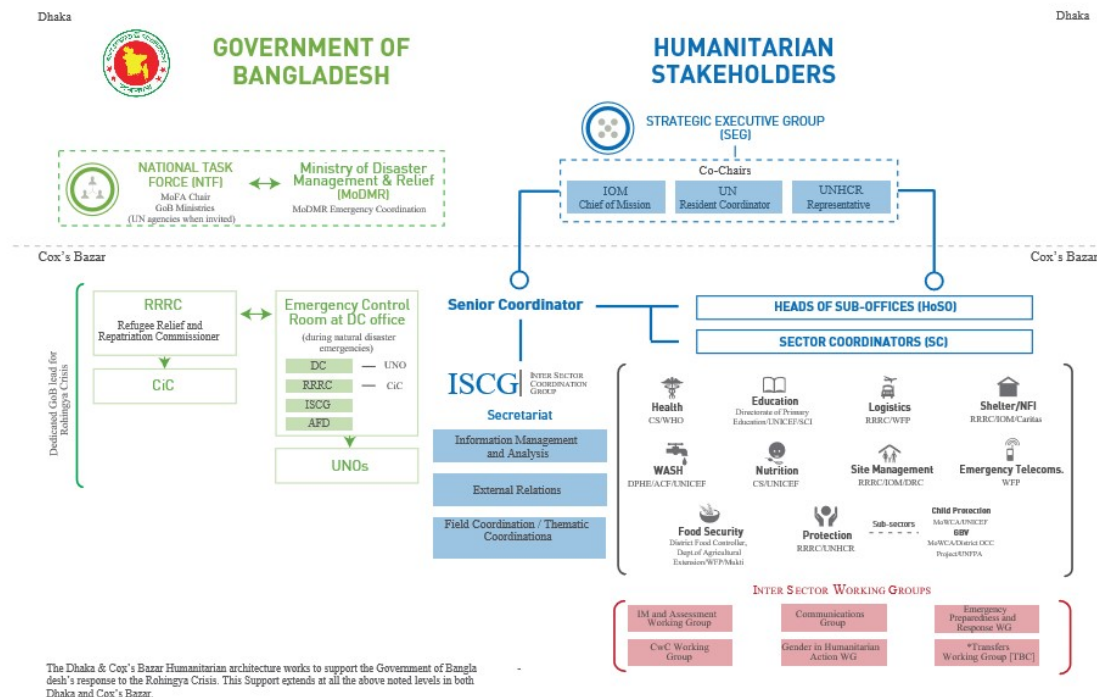 Dhaka
Dhaka
GOVERNMENT OF
BANGLADESH
HUMANITARIAN
STAKEHOLDERS
STRATEGIC EXECUTIVE GROUP
(SEG)
Co-Chairs
IOM
Chief of Mission
UN
Resident Coordinator
UNHCR
Representative
NATIONAL TASK
FORCE (NTF)
MoFA Chair
GoB Ministries
(UN agencies when invited)
Ministry of Disaster
Management & Relief
(MoDMR)
MoDMR Emergency Coordination
Cox's Bazar
Cox's Bazar
Dedicated GoB lead for
Rohingya Crisis
RRRC
Refugee Relief and
Repatriation Commissioner
CiC
Emergency Control
Room at DC office
(during natural disaster
emergencies)
DC — UNO
RRRC — CiC
ISCG
AFD
UNOs
Senior Coordinator
HEADS OF SUB-OFFICES (HoSO)
SECTOR COORDINATORS (SC)
ISCG
INTER SECTOR
COORDINATION
GROUP
Secretariat
Information Management
and Analysis
External Relations
Field Coordination / Thematic
Coordinationa
Health
CS/WHO
Education
Directorate of Primary
Education/UNICEF/SCI
Logistics
RRRC/WFP
Shelter/NFI
RRRC/IOM/Caritas
WASH
DPHE/ACF/UNICEF
Nutrition
CS/UNICEF
Site Management
RRRC/IOM/DRC
Emergency Telecoms.
WFP
Food Security
District Food Controller,
Dept.of Agricultural
Extension/WFP/Mukti
Protection
RRRC/UNHCR
Sub-sectors
Child Protection
MoWCA/UNICEF
GBV
MoWCA/District OCC
Project/UNFPA
INTER SECTOR WORKING GROUPS
IM and Assessment
Working Group
Communications
Group
Emergency
Preparedness and
Response WG
CwC Working
Group
Gender in Humanitarian
Action WG
*Transfers
Working Group [TBC]
The Dhaka & Cox's Bazar Humanitarian architecture works to support the Government of Bangla
desh's response to the Rohingya Crisis. This Support extends at all the above noted levels in both
Dhaka and Cox's Bazar.
-